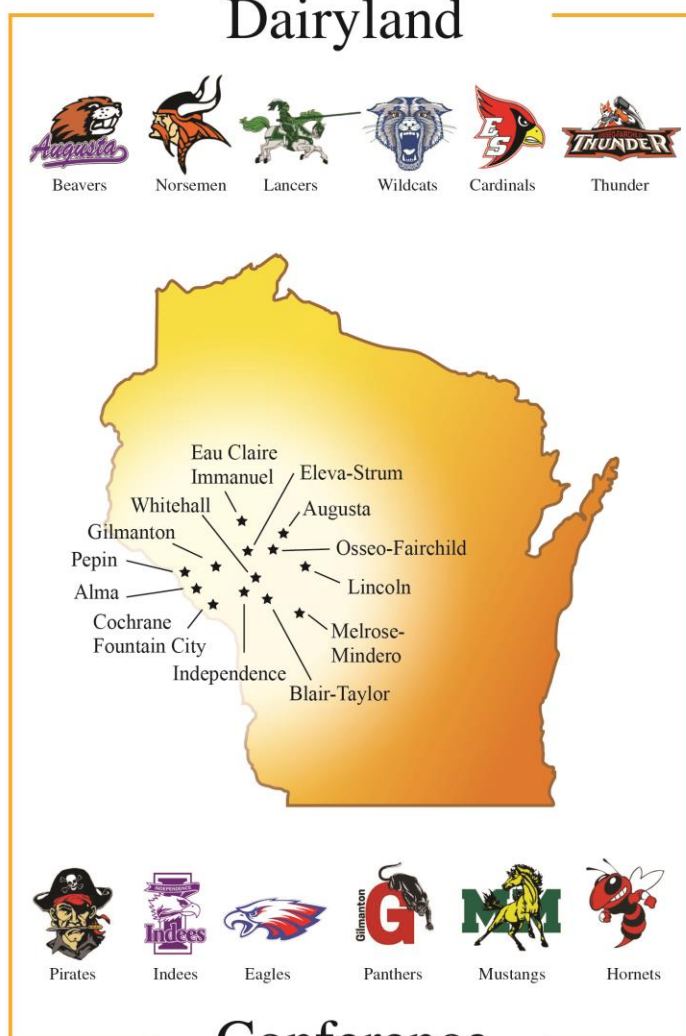 Dairyland
Augusta
ES
THUNDER
Beavers
Norsemen
Lancers
Wildcats
Cardinals
Thunder
Eau Claire
Immanuel
Eleva-Strum
Whitehall
Augusta
Gilmanton
Osseo-Fairchild
Pepin
Lincoln
Alma
Cochrane
Fountain City
Melrose-
Mindero
Independence
Blair-Taylor
INDEPENDENCE
I
Indees
Gilmanton
G
MM
Pirates
Indees
Eagles
Panthers
Mustangs
Hornets
Conference